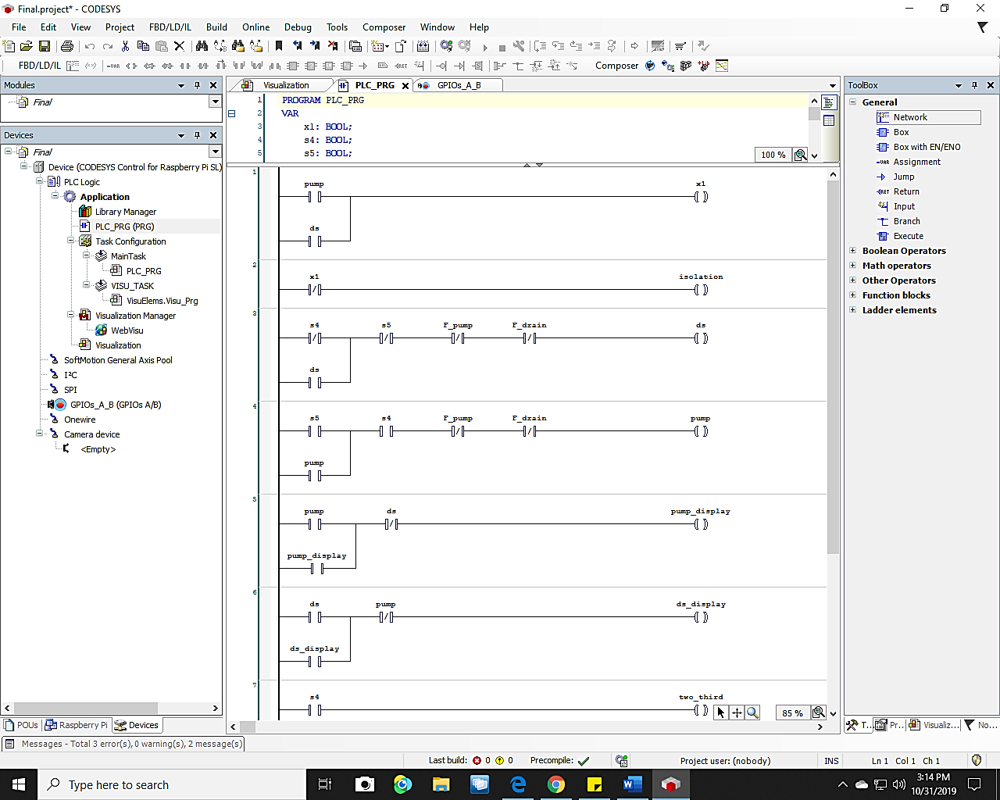 Final.project* - CODESYS
File Edit View Project FBD/LD/IL Build Online Debug Tools Composer Window Help
FBD/LD/IL Composer
Modules
Final
Devices
Final
Device (CODESYS Control for Raspberry Pi SL)
PLC Logic
Application
Library Manager
PLC_PRG (PRG)
Task Configuration
MainTask
PLC_PRG
VISU_TASK
VisuElems.Visu_Prg
Visualization Manager
WebVisu
Visualization
SoftMotion General Axis Pool
I²C
SPI
GPIOs_A_B (GPIOs A/B)
Onewire
Camera device
<Empty>
POUs Raspberry Pi Devices
Visualization PLC_PRG GPIOs_A_B
1 PROGRAM PLC_PRG
2 VAR
3 x1: BOOL;
4 s4: BOOL;
5 s5: BOOL;
100 %
1
pump x1
ds
2
x1 isolation
3
s4 s5 F_pump F_drain ds
ds
4
s5 s4 F_pump F_drain pump
pump
5
pump ds pump_display
pump_display
6
ds pump ds_display
ds_display
7
s4 two_third
85 %
ToolBox
General
Network
Box
Box with EN/ENO
Assignment
Jump
Return
Input
Branch
Execute
Boolean Operators
Math operators
Other Operators
Function blocks
Ladder elements
T... Pr... Visualiz... No...
Messages - Total 3 error(s), 0 warning(s), 2 message(s)
Last build: 0 0 Precompile: Project user: (nobody) INS Ln 1 Col 1 Ch 1
Type here to search
3:14 PM
10/31/2019